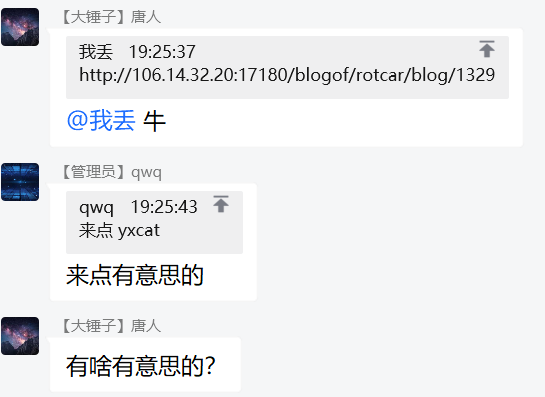 【大锤子】唐人
我丢 19:25:37
http://106.14.32.20:17180/blogof/rotcar/blog/1329
@我丢 牛
【管理员】qwq
qwq 19:25:43
来点 yxcat
来点有意思的
【大锤子】唐人
有啥有意思的？